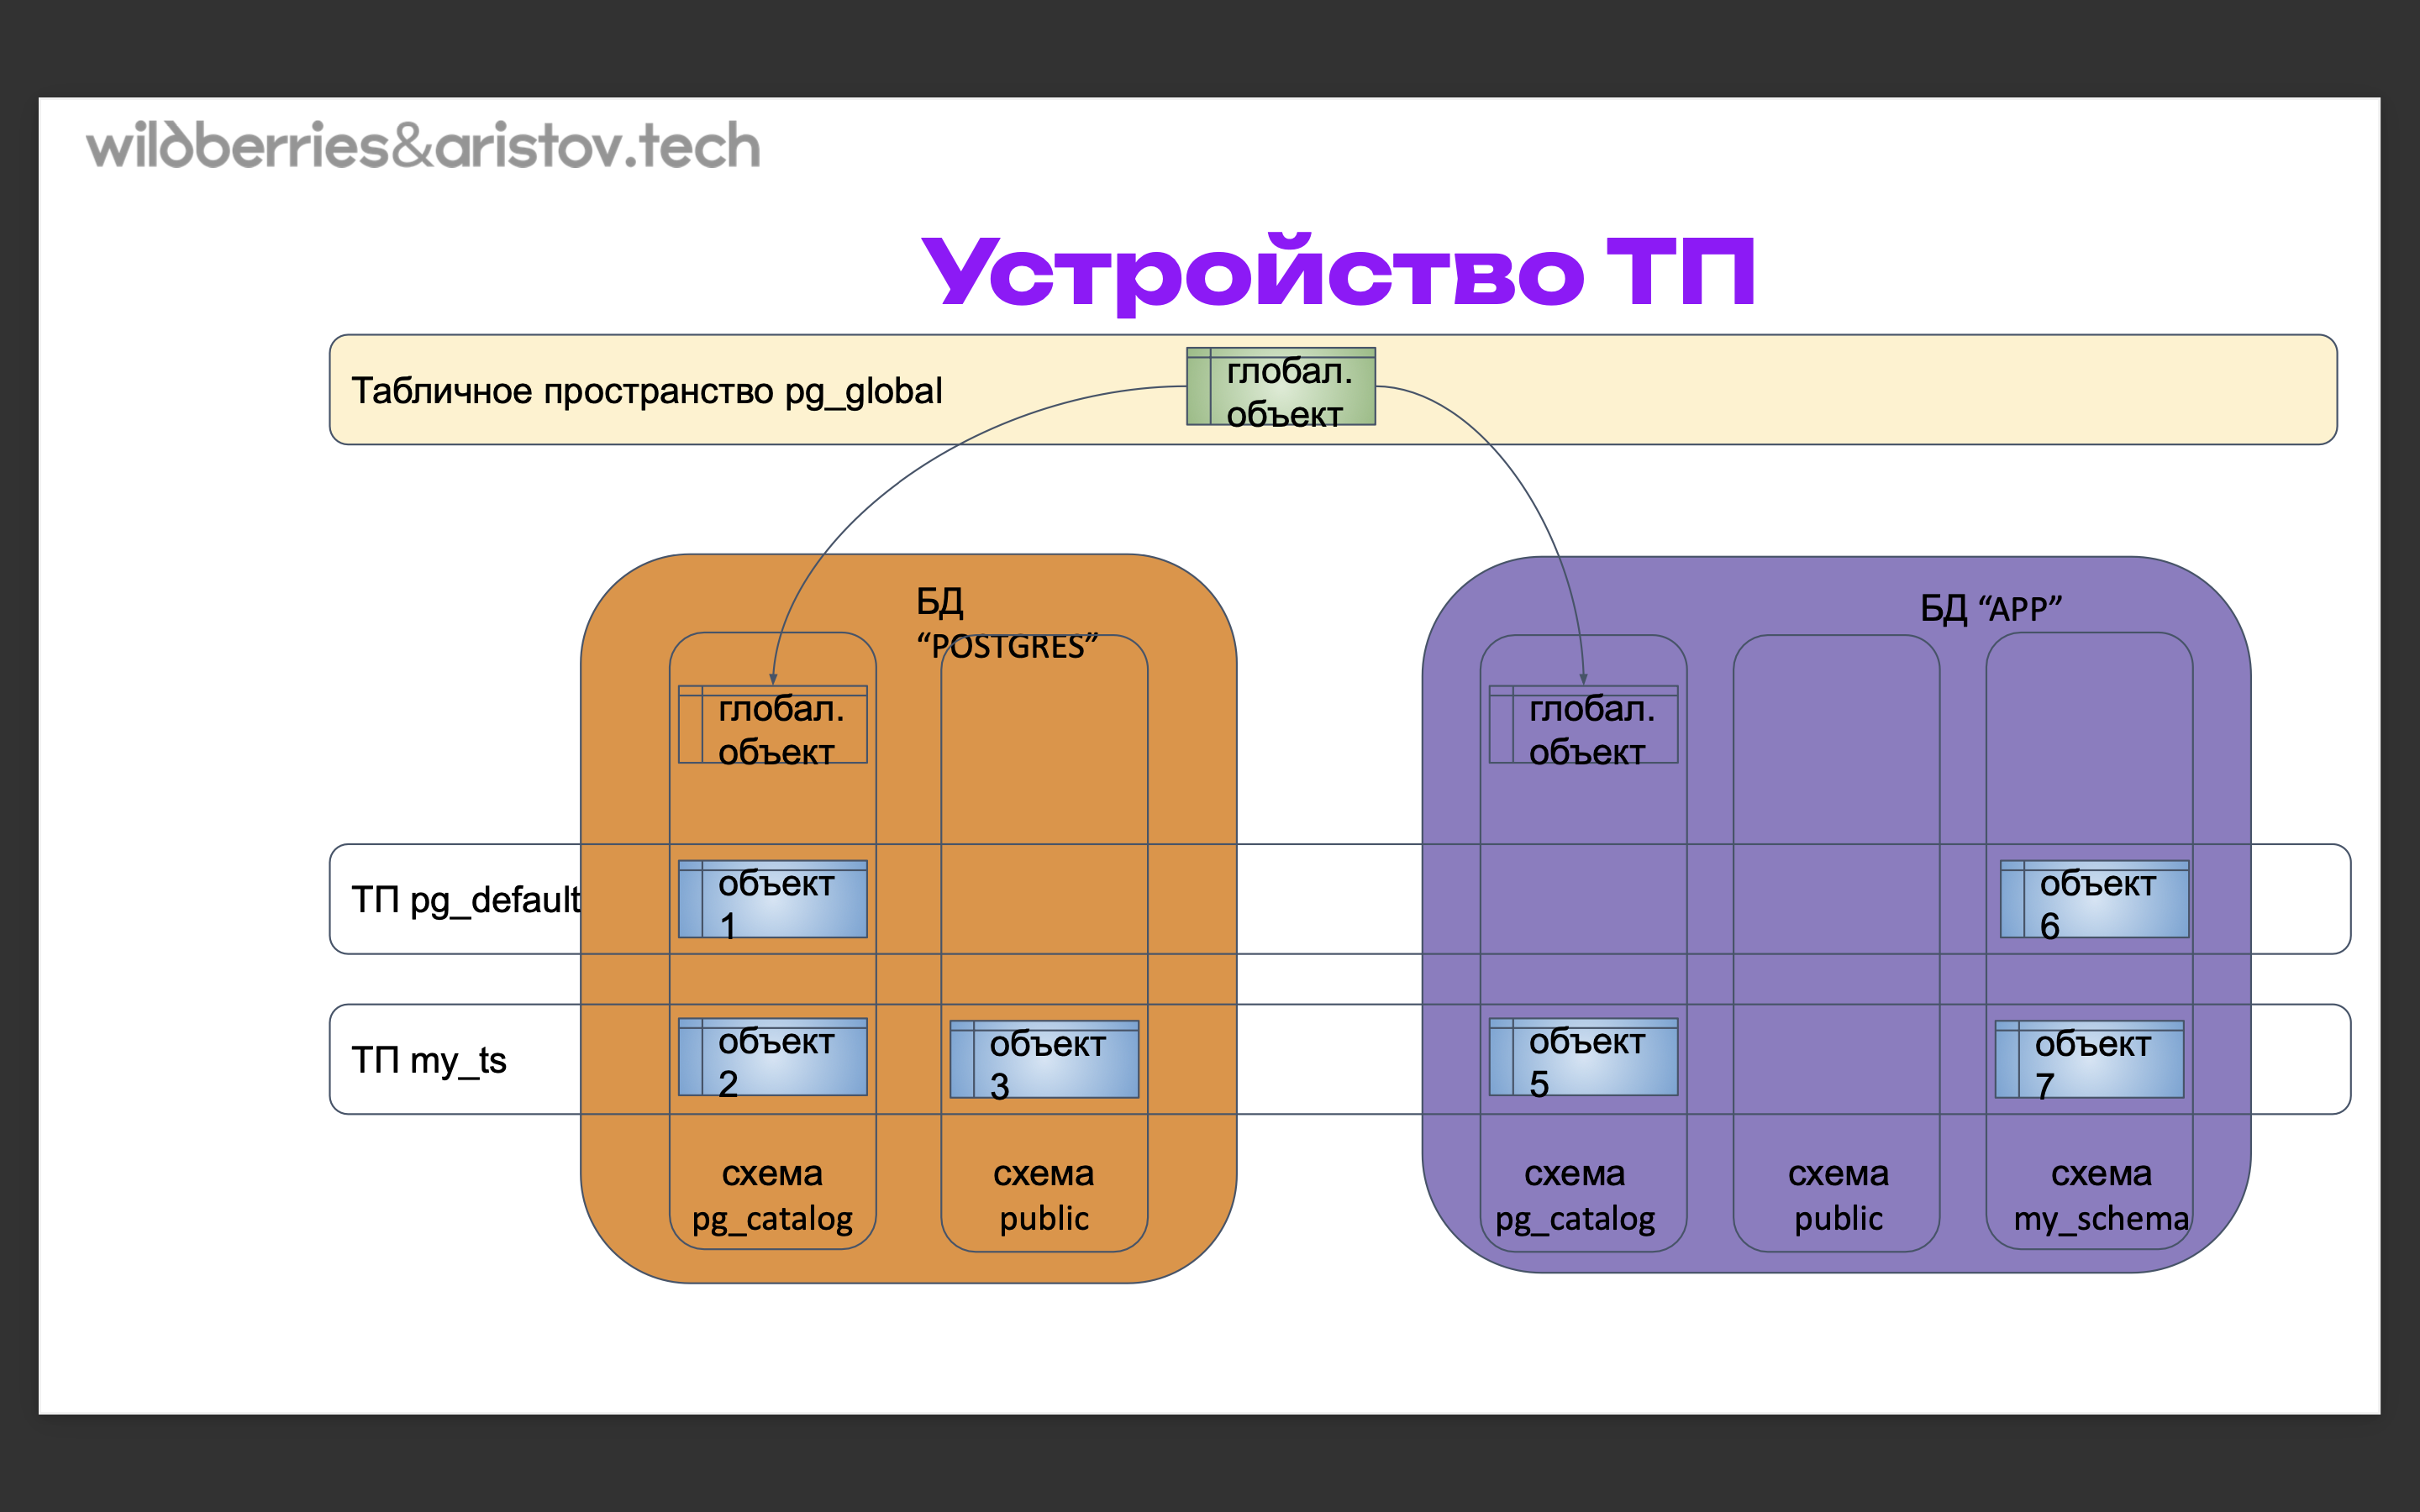 wildberries&aristov.tech
Устройство ТП
Табличное пространство pg_global
глобал.
объект
БД
“POSTGRES”
БД “APP”
глобал.
объект
глобал.
объект
ТП pg_default
объект
1
объект
6
ТП my_ts
объект
2
объект
3
объект
5
объект
7
схема
pg_catalog
схема
public
схема
pg_catalog
схема
public
схема
my_schema